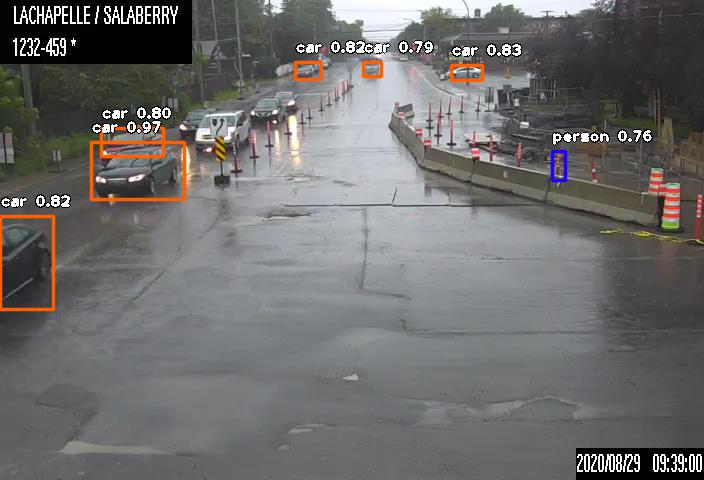 LACHAPELLE / SALABERRY
1232-459 *
car 0.82
car 0.79
car 0.83
car 0.80
car 0.97
person 0.76
car 0.82
2020/08/29 09:39:00